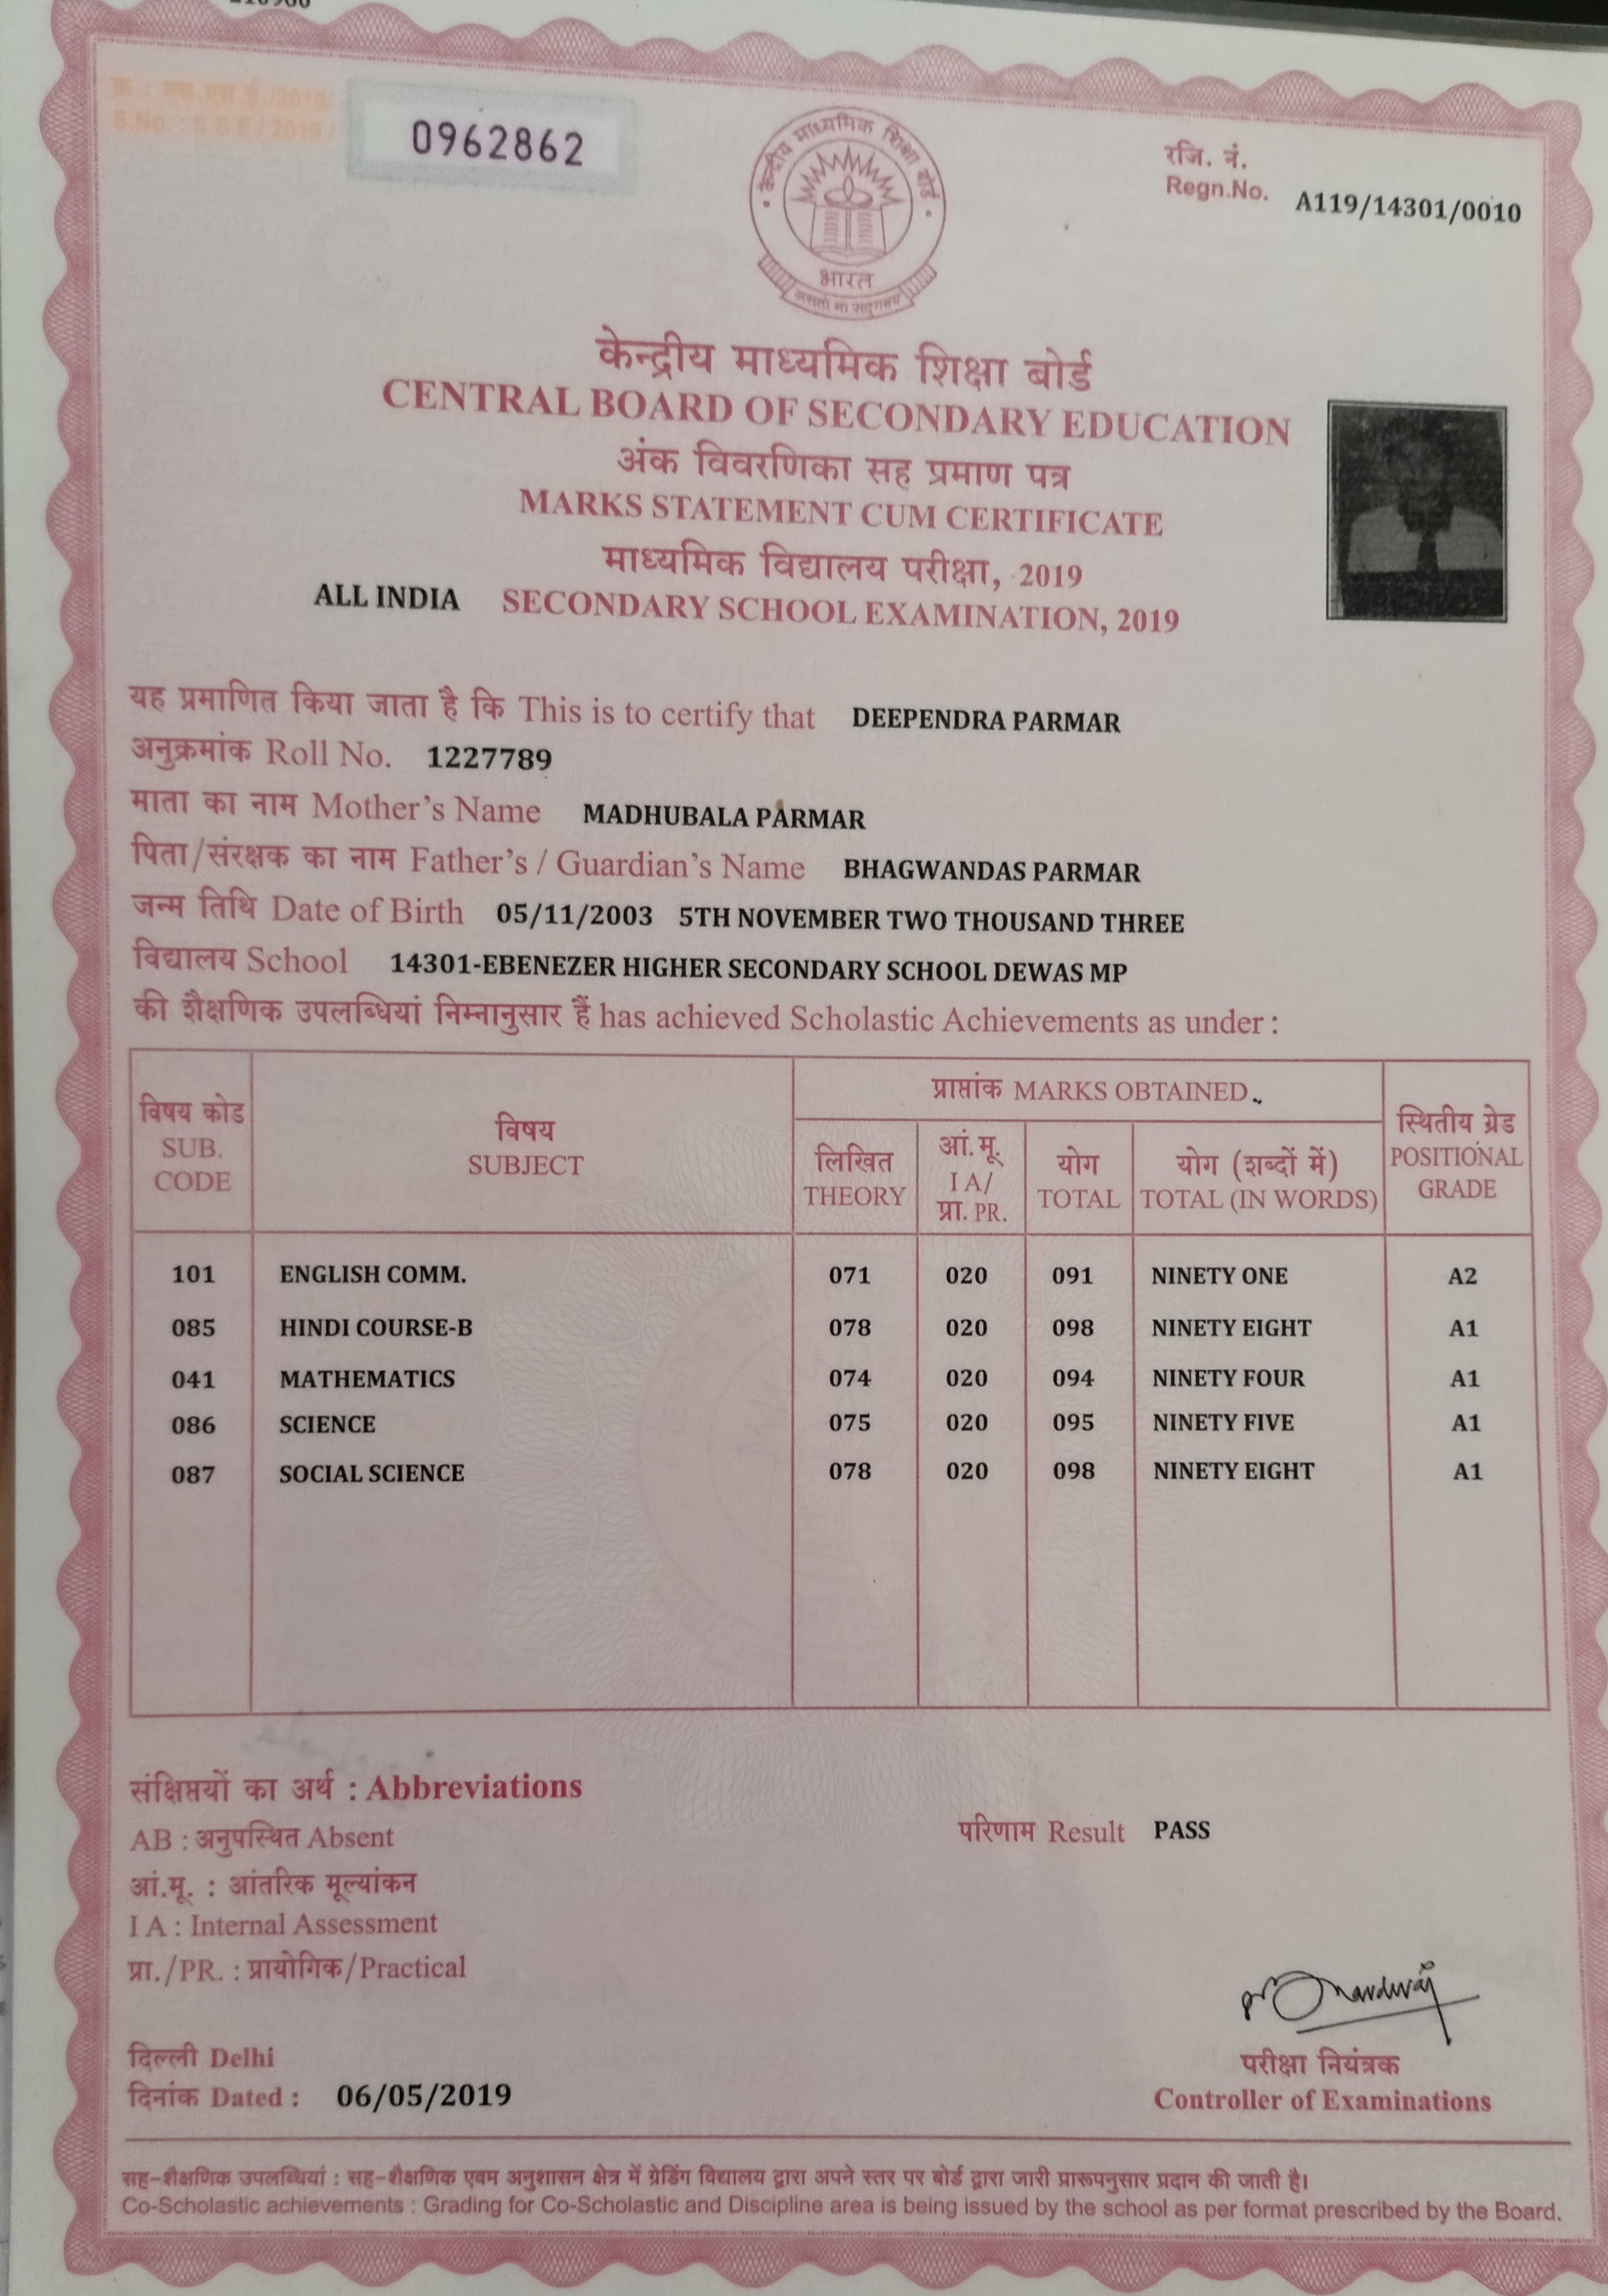 क्र. : एस.एस.ई./2019/
S.No. : S S E / 2019 /
0962862
रजि. नं.
Regn.No. A119/14301/0010
केन्द्रीय माध्यमिक शिक्षा बोर्ड
भारत
असतो मा सद्गमय
केन्द्रीय माध्यमिक शिक्षा बोर्ड
CENTRAL BOARD OF SECONDARY EDUCATION
अंक विवरणिका सह प्रमाण पत्र
MARKS STATEMENT CUM CERTIFICATE
माध्यमिक विद्यालय परीक्षा, 2019
ALL INDIA SECONDARY SCHOOL EXAMINATION, 2019
यह प्रमाणित किया जाता है कि This is to certify that DEEPENDRA PARMAR
अनुक्रमांक Roll No. 1227789
माता का नाम Mother's Name MADHUBALA PARMAR
पिता/संरक्षक का नाम Father's / Guardian's Name BHAGWANDAS PARMAR
जन्म तिथि Date of Birth 05/11/2003 5TH NOVEMBER TWO THOUSAND THREE
विद्यालय School 14301-EBENEZER HIGHER SECONDARY SCHOOL DEWAS MP
की शैक्षणिक उपलब्धियां निम्नानुसार हैं has achieved Scholastic Achievements as under :
विषय कोड
SUB.
CODE
विषय
SUBJECT
प्राप्तांक MARKS OBTAINED
लिखित
THEORY
आं.मू.
I A/
प्रा. PR.
योग
TOTAL
योग (शब्दों में)
TOTAL (IN WORDS)
स्थितीय ग्रेड
POSITIONAL
GRADE
101 ENGLISH COMM. 071 020 091 NINETY ONE A2
085 HINDI COURSE-B 078 020 098 NINETY EIGHT A1
041 MATHEMATICS 074 020 094 NINETY FOUR A1
086 SCIENCE 075 020 095 NINETY FIVE A1
087 SOCIAL SCIENCE 078 020 098 NINETY EIGHT A1
संक्षिप्तियों का अर्थ : Abbreviations
AB : अनुपस्थित Absent
परिणाम Result PASS
आं.मू. : आंतरिक मूल्यांकन
I A : Internal Assessment
प्रा./PR. : प्रायोगिक/Practical
दिल्ली Delhi
दिनांक Dated : 06/05/2019
परीक्षा नियंत्रक
Controller of Examinations
सह-शैक्षणिक उपलब्धियां : सह-शैक्षणिक एवम अनुशासन क्षेत्र में ग्रेडिंग विद्यालय द्वारा अपने स्तर पर बोर्ड द्वारा जारी प्रारूपनुसार प्रदान की जाती है।
Co-Scholastic achievements : Grading for Co-Scholastic and Discipline area is being issued by the school as per format prescribed by the Board.